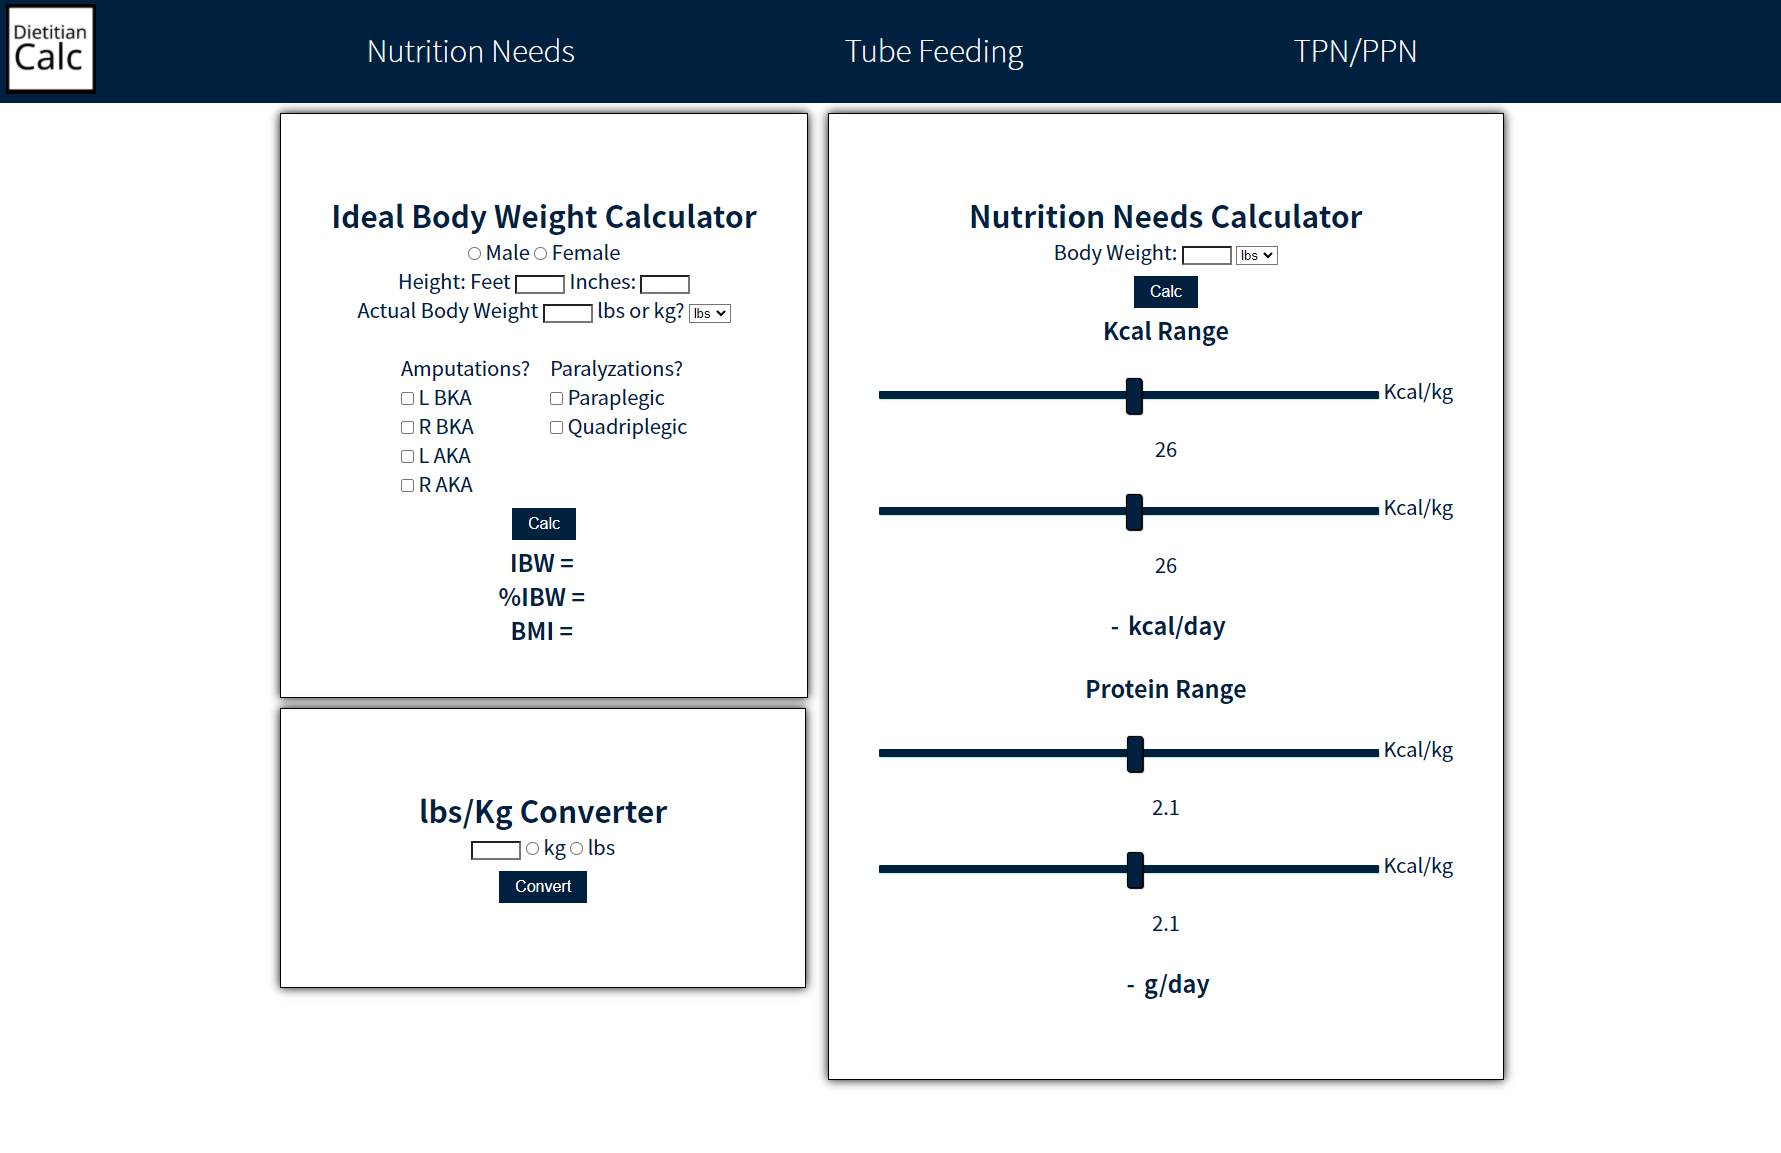 Dietitian
Calc
Nutrition Needs
Tube Feeding
TPN/PPN
Ideal Body Weight Calculator
Male Female
Height: Feet Inches:
Actual Body Weight lbs or kg? lbs
Amputations?
L BKA
R BKA
L AKA
R AKA
Paralyzations?
Paraplegic
Quadriplegic
Calc
IBW =
%IBW =
BMI =
lbs/Kg Converter
kg lbs
Convert
Nutrition Needs Calculator
Body Weight: lbs
Calc
Kcal Range
Kcal/kg
26
Kcal/kg
26
- kcal/day
Protein Range
Kcal/kg
2.1
Kcal/kg
2.1
- g/day